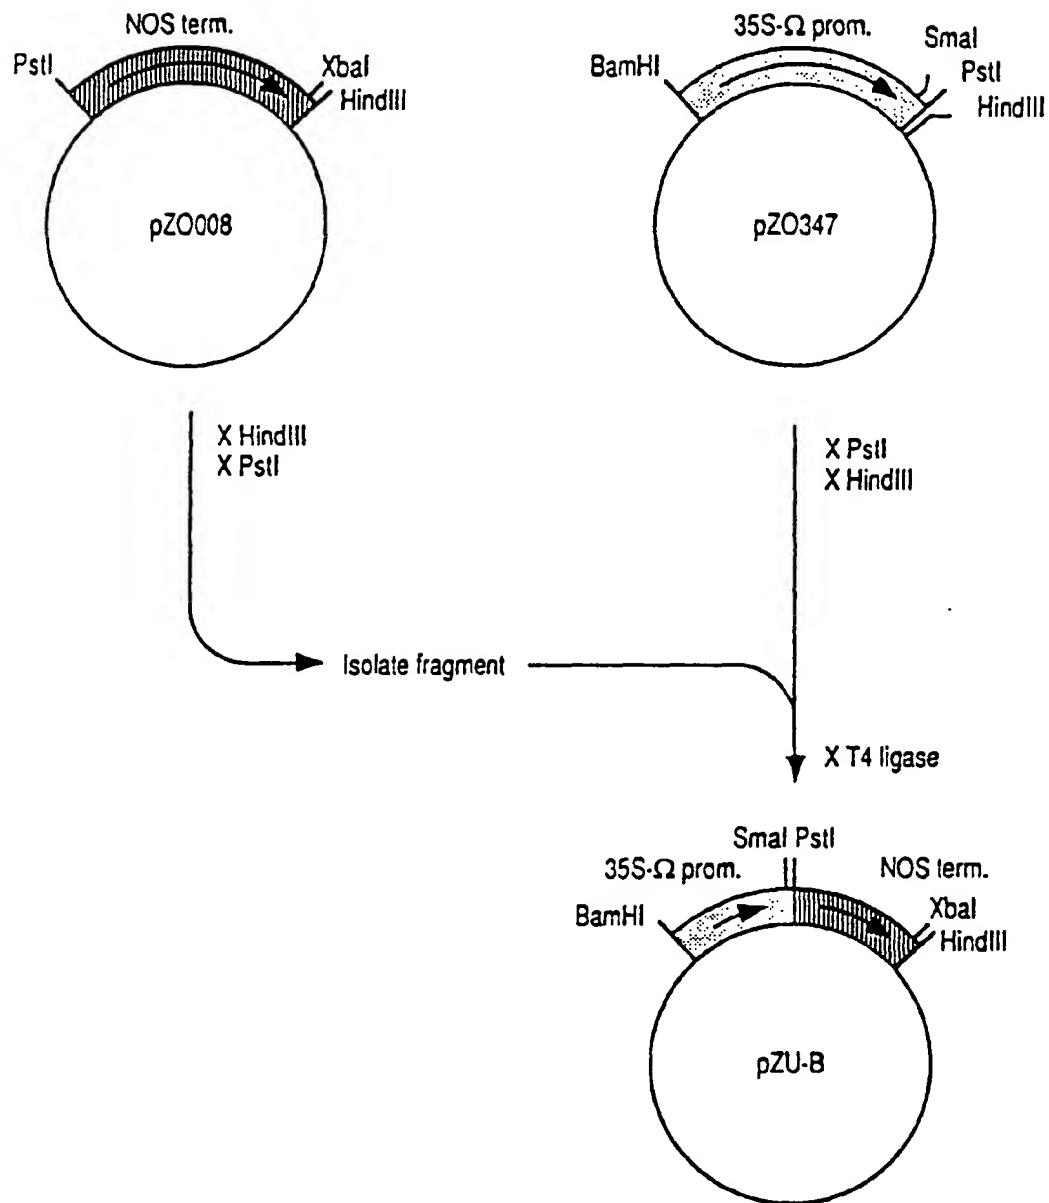 NOS term.
PstI
XbaI
HindIII
pZO008
35S-Ω prom.
BamHI
SmaI
PstI
HindIII
pZO347
X HindIII
X PstI
X PstI
X HindIII
Isolate fragment
X T4 ligase
SmaI PstI
35S-Ω prom.
NOS term.
BamHI
XbaI
HindIII
pZU-B